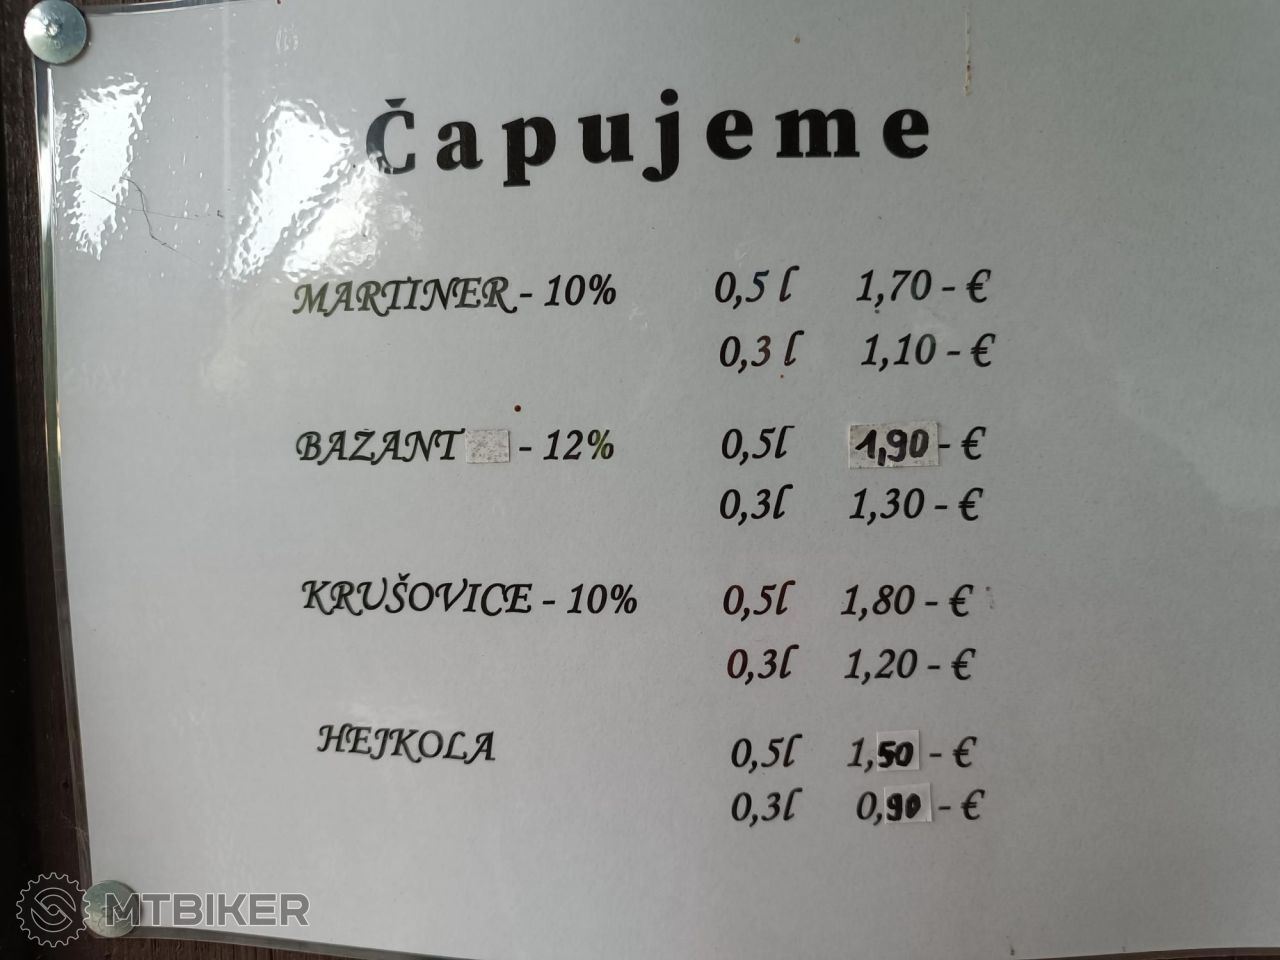 Čapujeme
MARTINER - 10% 0,5 l 1,70 - €
0,3 l 1,10 - €
BAŽANT - 12% 0,5l 1,90 - €
0,3l 1,30 - €
KRUŠOVICE - 10% 0,5l 1,80 - €
0,3l 1,20 - €
HEJKOLA 0,5l 1,50 - €
0,3l 0,90 - €
MTBIKER